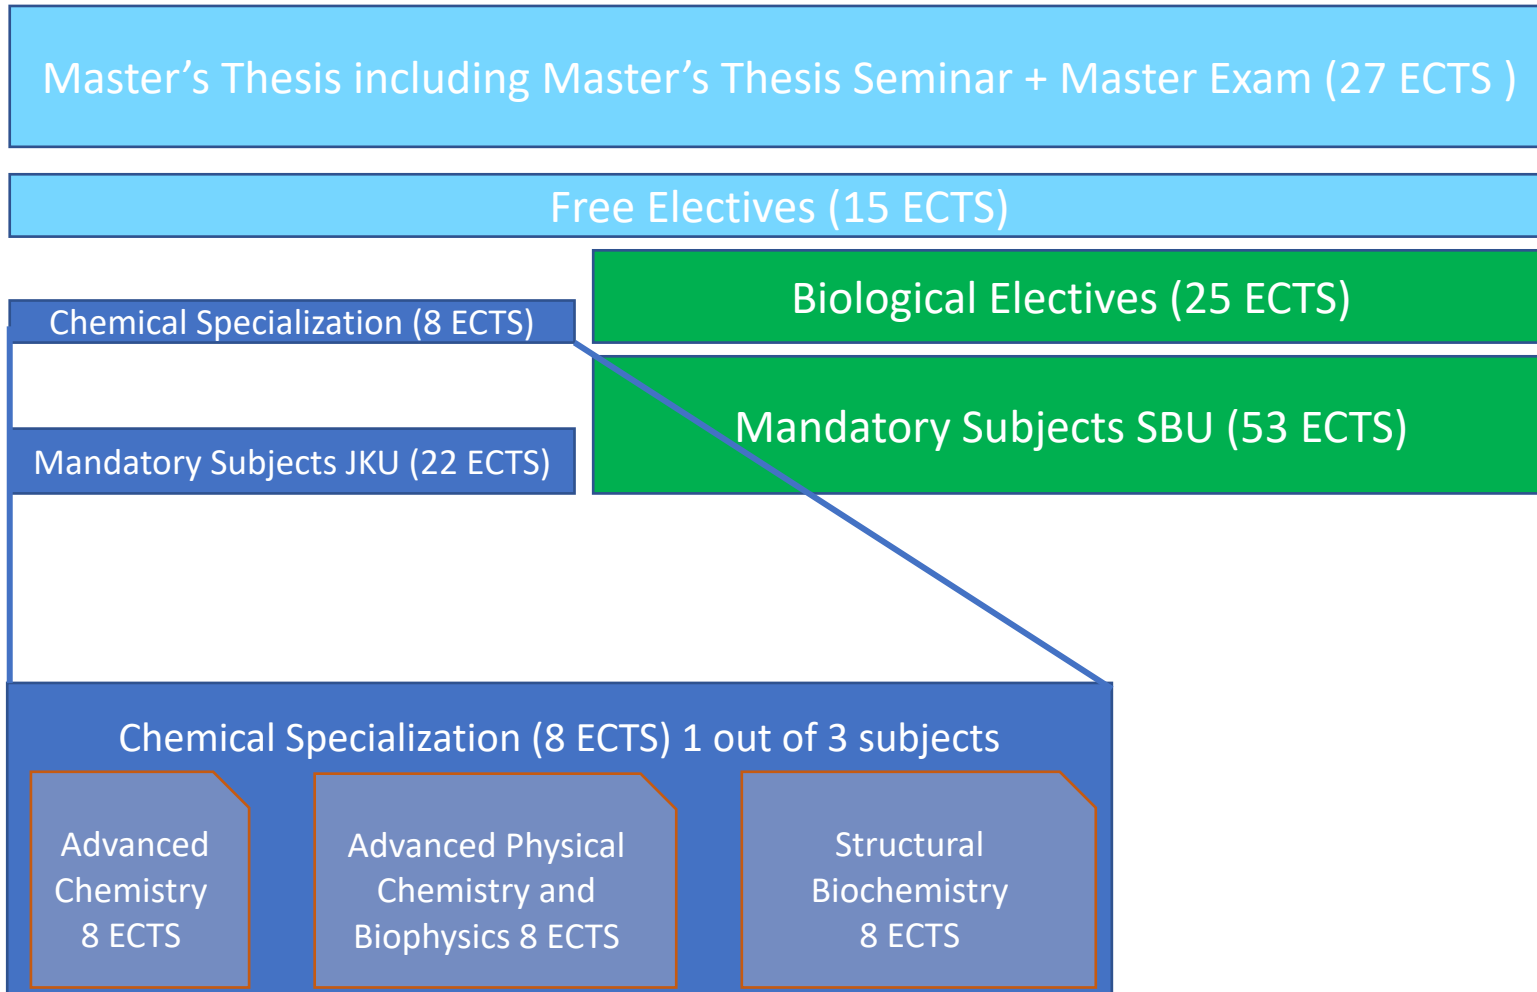 Master’s Thesis including Master’s Thesis Seminar + Master Exam (27 ECTS )
Free Electives (15 ECTS)
Biological Electives (25 ECTS)
Chemical Specialization (8 ECTS)
Mandatory Subjects SBU (53 ECTS)
Mandatory Subjects JKU (22 ECTS)
Chemical Specialization (8 ECTS) 1 out of 3 subjects
Advanced
Chemistry
8 ECTS
Advanced Physical
Chemistry and
Biophysics 8 ECTS
Structural
Biochemistry
8 ECTS